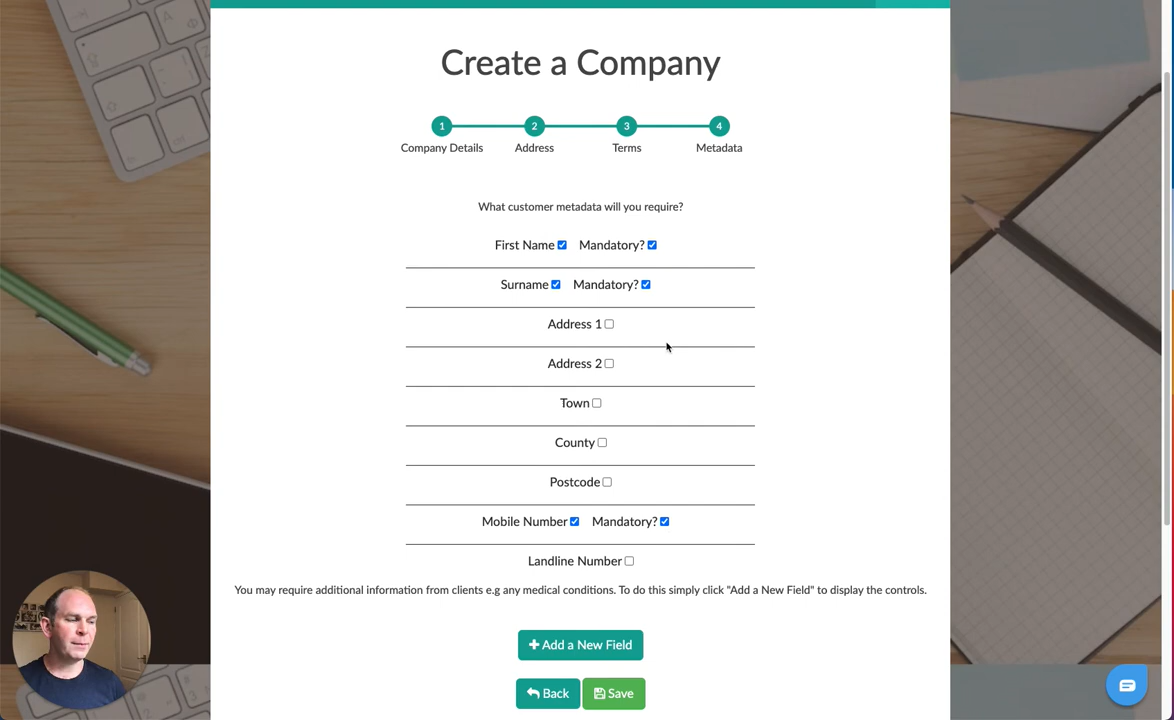 Create a Company
1 2 3 4
Company Details Address Terms Metadata
What customer metadata will you require?
First Name Mandatory?
Surname Mandatory?
Address 1
Address 2
Town
County
Postcode
Mobile Number Mandatory?
Landline Number
You may require additional information from clients e.g any medical conditions. To do this simply click "Add a New Field" to display the controls.
+ Add a New Field
Back Save